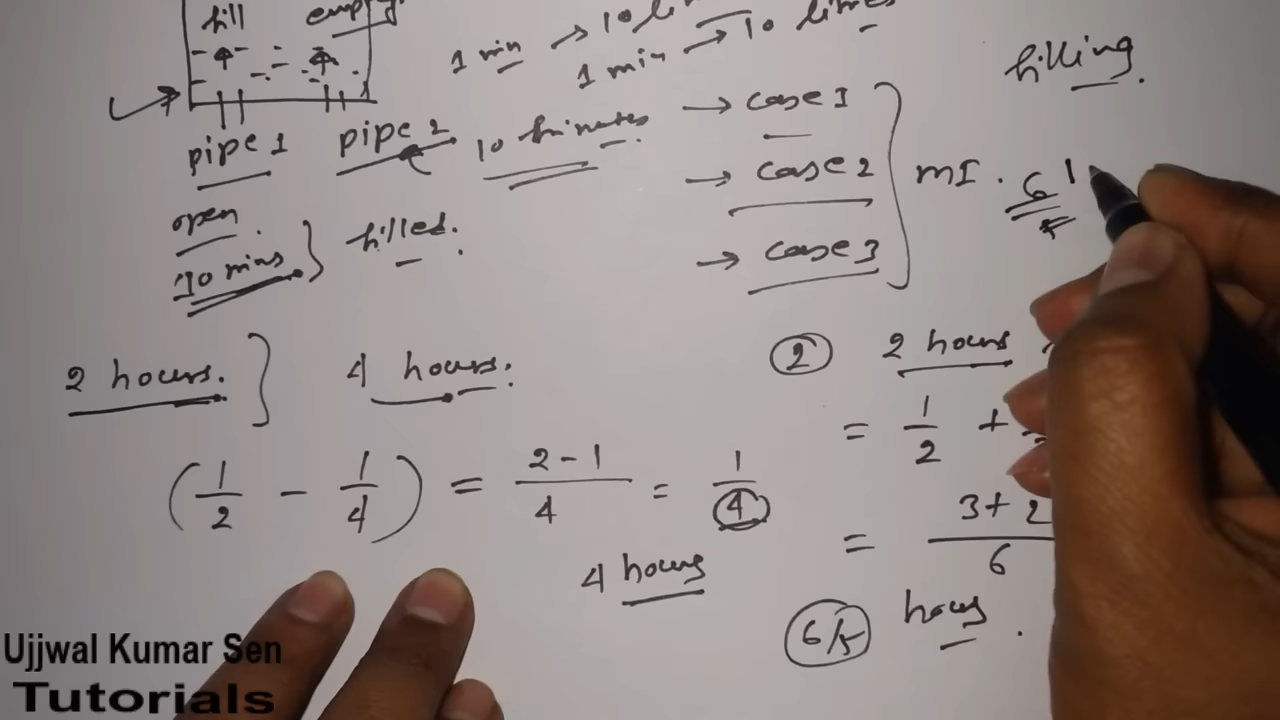 fill empty
1 min → 10 lit
1 min → 10 litres
filling.
pipe 1 pipe 2 10 minutes
→ case 1
→ case 2
→ case 3
mI.
open
10 mins } filled.
2 hours. } 4 hours.
(1/2 - 1/4) = 2-1/4 = 1/4
4 hours
② 2 hours
= 1/2 +
= 3+2/6
6/5 hours.
Ujjwal Kumar Sen
Tutorials